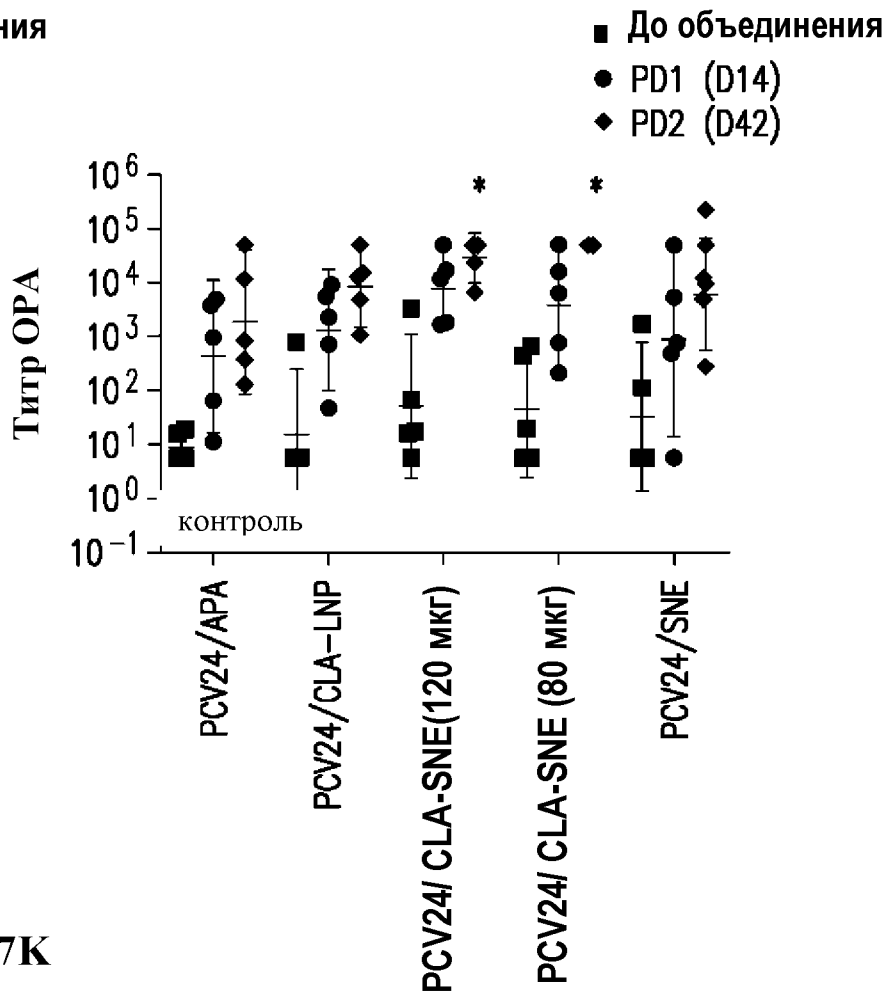 ния
До объединения
PD1 (D14)
PD2 (D42)
Титр ОРА
10^6
10^5
10^4
10^3
10^2
10^1
10^0
10^-1
* *
контроль
PCV24/APA
PCV24/CLA-LNP
PCV24/ CLA-SNE(120 мкг)
PCV24/ CLA-SNE (80 мкг)
PCV24/SNE
7K